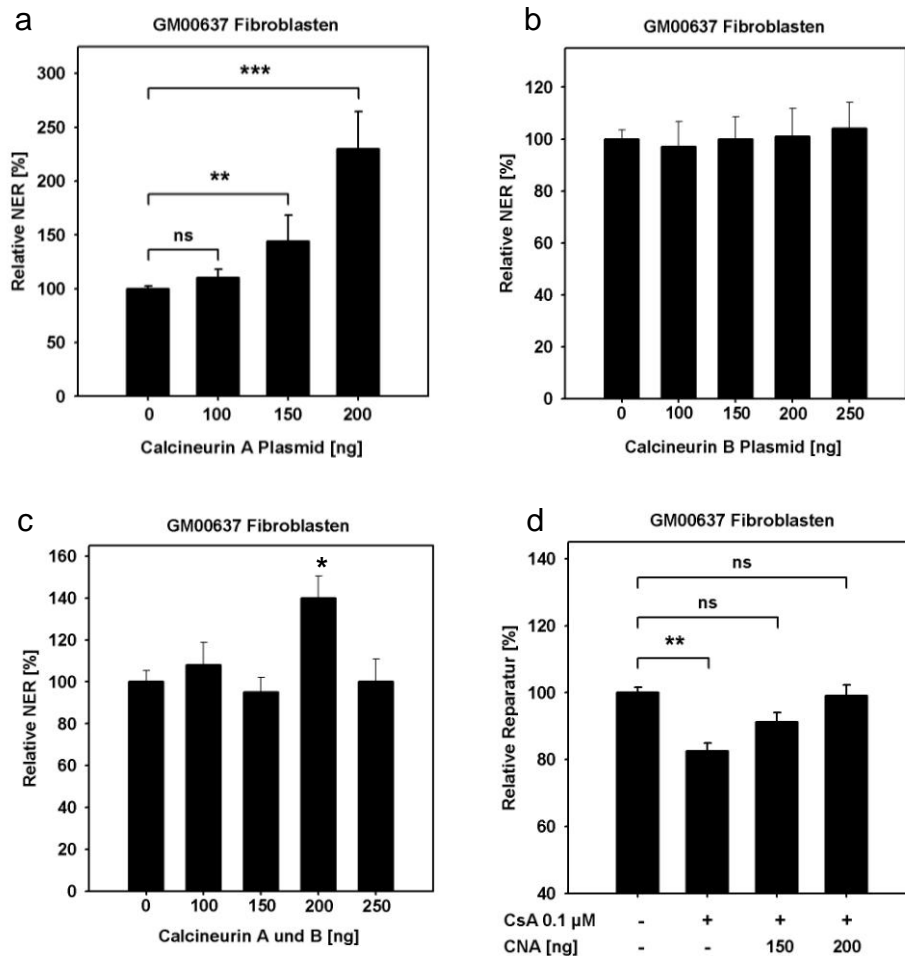 a
GM00637 Fibroblasten
Relative NER [%]
300
250
200
150
100
50
0
***
**
ns
0 100 150 200
Calcineurin A Plasmid [ng]
b
GM00637 Fibroblasten
Relative NER [%]
120
100
80
60
40
20
0
0 100 150 200 250
Calcineurin B Plasmid [ng]
c
GM00637 Fibroblasten
Relative NER [%]
160
140
120
100
80
60
40
20
0
*
0 100 150 200 250
Calcineurin A und B [ng]
d
GM00637 Fibroblasten
Relative Reparatur [%]
140
120
100
80
60
40
ns
ns
**
CsA 0.1 µM - + + +
CNA [ng] - - 150 200